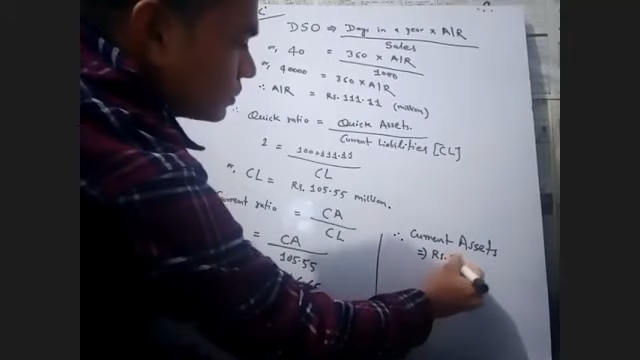 C
DSO ⇒ Days in a year × A|R
Sales
or, 40 = 360 × A|R
1000
or, 40000 = 360 × A|R
∴ A|R = Rs. 111.11 (million)
∴ Quick ratio = Quick Assets.
Current Liabilities [CL]
= 100+111.11
CL
or, CL = Rs. 105.55 million.
Current ratio = CA
CL
= CA
105.55
∴ Current Assets
⇒ Rs.